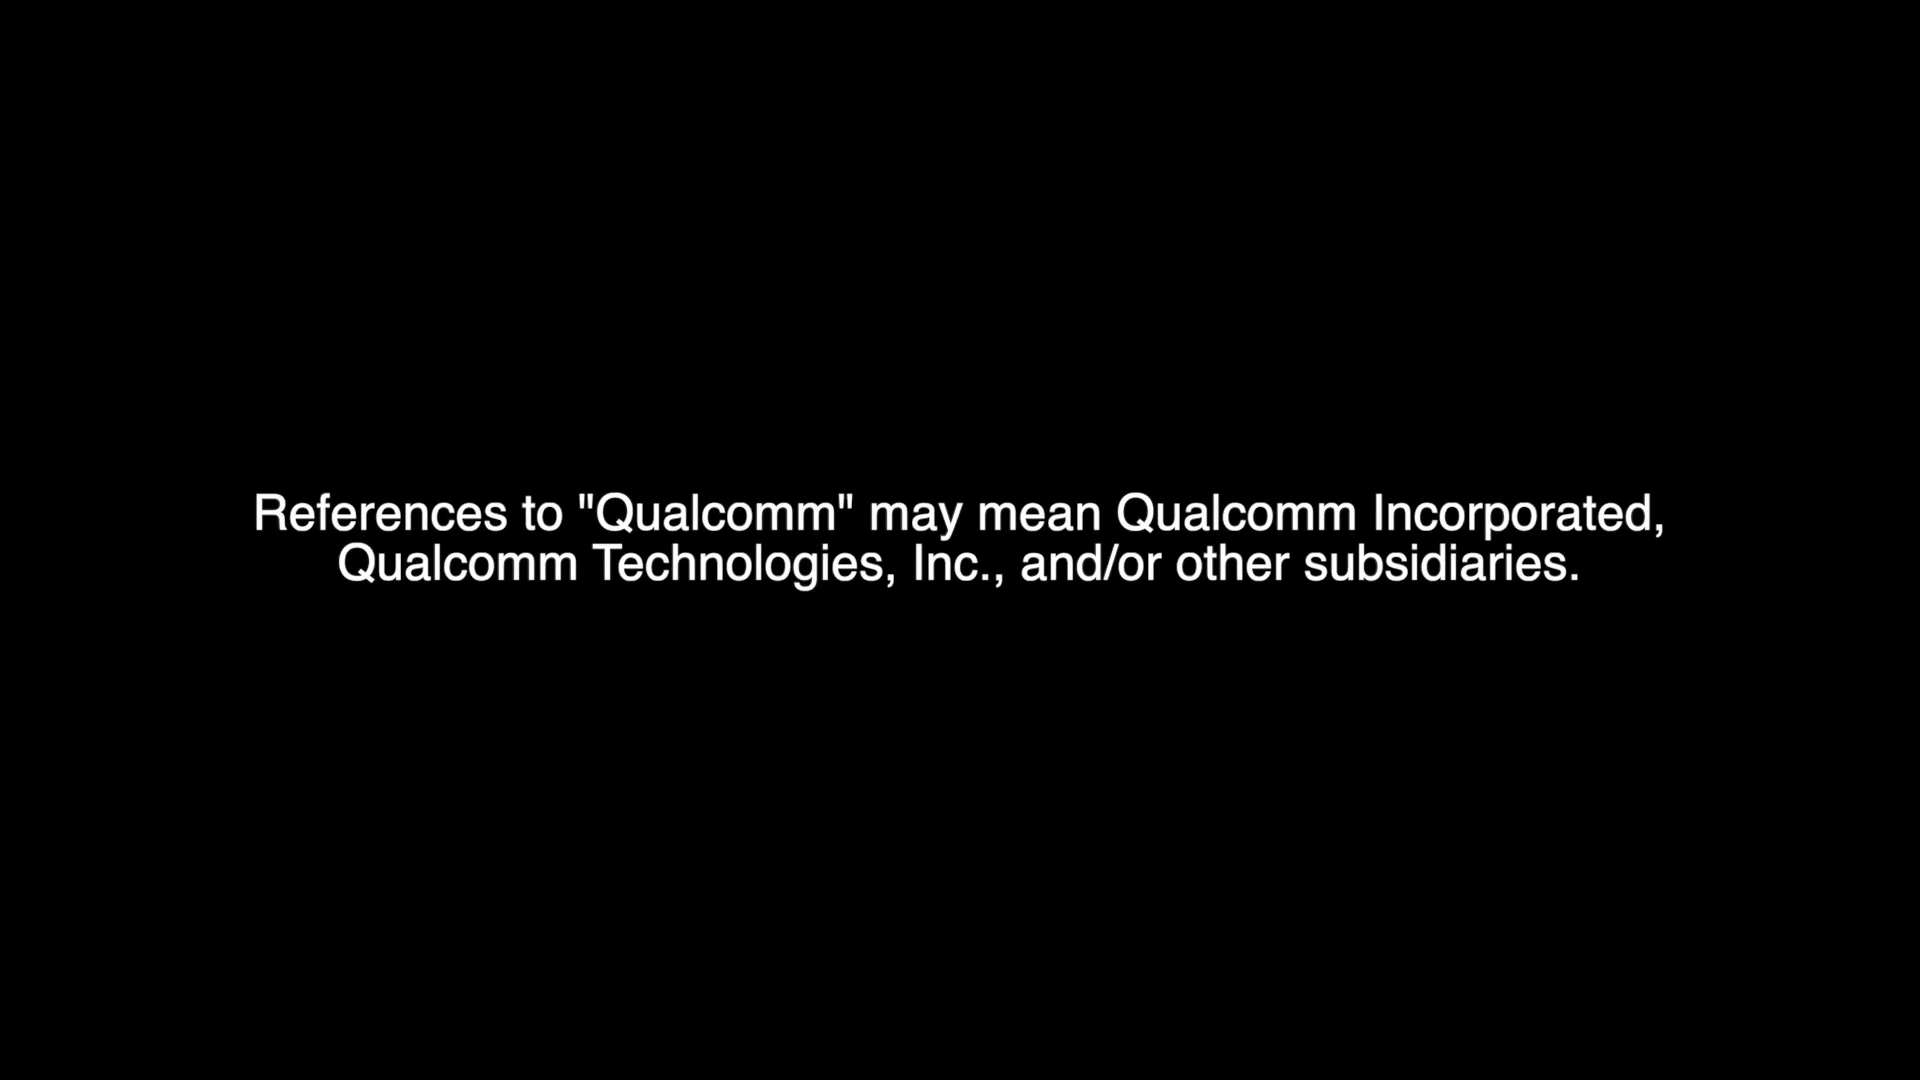 References to "Qualcomm" may mean Qualcomm Incorporated,
Qualcomm Technologies, Inc., and/or other subsidiaries.